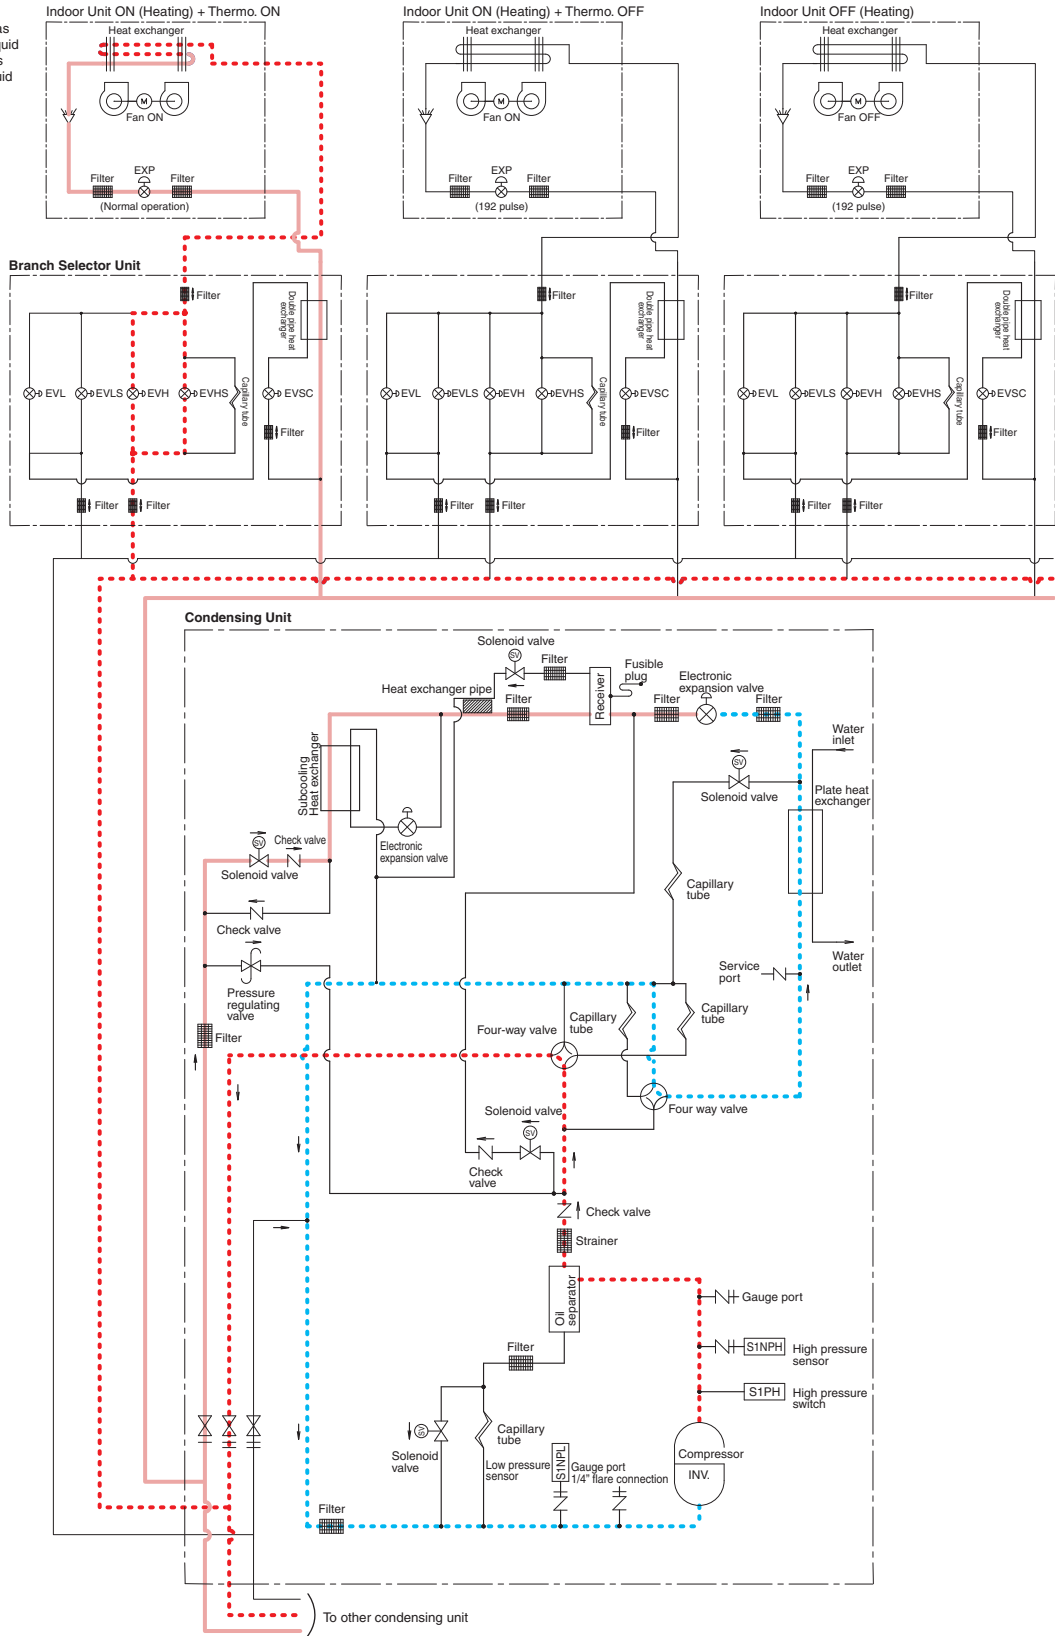 Indoor Unit ON (Heating) + Thermo. ON
Indoor Unit ON (Heating) + Thermo. OFF
Indoor Unit OFF (Heating)
Heat exchanger
Heat exchanger
Heat exchanger
M
M
M
Fan ON
Fan ON
Fan OFF
Filter
EXP
Filter
Filter
EXP
Filter
Filter
EXP
Filter
(Normal operation)
(192 pulse)
(192 pulse)
Branch Selector Unit
Filter
Double pipe heat
exchanger
Filter
Double pipe heat
exchanger
Filter
Double pipe heat
exchanger
EVL
EVLS
EVH
EVHS
Capillary tube
EVSC
EVL
EVLS
EVH
EVHS
Capillary tube
EVSC
EVL
EVLS
EVH
EVHS
Capillary tube
EVSC
Filter
Filter
Filter
Filter
Filter
Filter
Filter
Filter
Filter
Condensing Unit
Solenoid valve
SV
Filter
Receiver
Fusible
plug
Electronic
expansion valve
Heat exchanger pipe
Filter
Filter
Filter
Water
inlet
Subcooling
Heat exchanger
SV
Solenoid valve
Plate heat
exchanger
SV
Check valve
Solenoid valve
Electronic
expansion valve
Capillary
tube
Check valve
Water
outlet
Service
port
Pressure
regulating
valve
Filter
Four-way valve
Capillary
tube
Capillary
tube
Four way valve
Solenoid valve
SV
Check
valve
Check valve
Strainer
Oil
separator
Gauge port
S1NPH
High pressure
sensor
S1PH
High pressure
switch
Filter
SV
Solenoid
valve
Capillary
tube
Low pressure
sensor
S1NPL
Gauge port
1/4" flare connection
Compressor
INV.
Filter
To other condensing unit